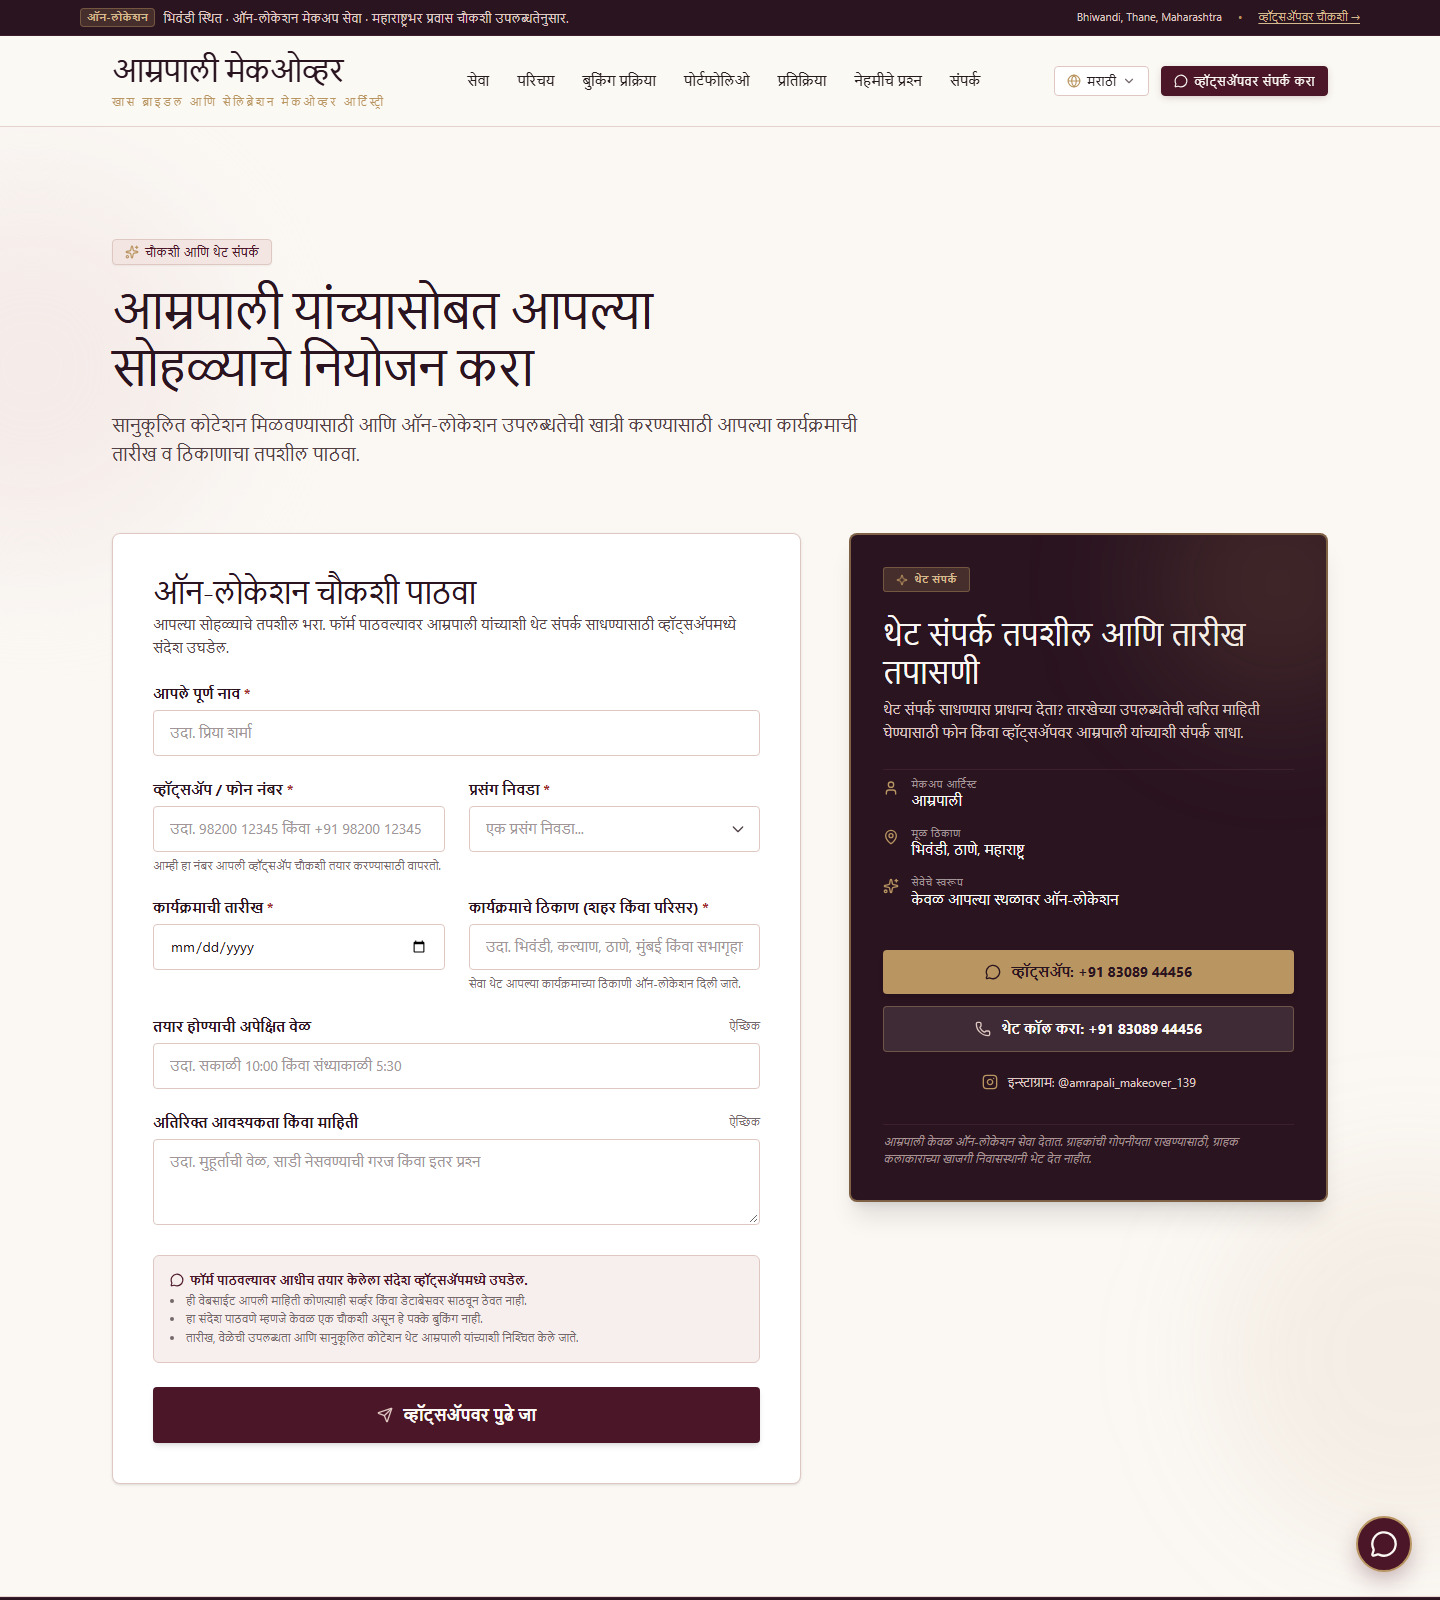 ऑन-लोकेशन भिवंडी स्थित · ऑन-लोकेशन मेकअप सेवा · महाराष्ट्रभर प्रवास चौकशी उपलब्धतेनुसार. Bhiwandi, Thane, Maharashtra • व्हॉट्सॲपवर चौकशी →
आम्रपाली मेकओव्हर
खास ब्राइडल आणि सेलिब्रेशन मेकओव्हर आर्टिस्ट्री
सेवा परिचय बुकिंग प्रक्रिया पोर्टफोलिओ प्रतिक्रिया नेहमीचे प्रश्न संपर्क मराठी व्हॉट्सॲपवर संपर्क करा
चौकशी आणि थेट संपर्क
आम्रपाली यांच्यासोबत आपल्या
सोहळ्याचे नियोजन करा
सानुकूलित कोटेशन मिळवण्यासाठी आणि ऑन-लोकेशन उपलब्धतेची खात्री करण्यासाठी आपल्या कार्यक्रमाची
तारीख व ठिकाणाचा तपशील पाठवा.
ऑन-लोकेशन चौकशी पाठवा
आपल्या सोहळ्याचे तपशील भरा. फॉर्म पाठवल्यावर आम्रपाली यांच्याशी थेट संपर्क साधण्यासाठी व्हॉट्सॲपमध्ये
संदेश उघडेल.
आपले पूर्ण नाव *
उदा. प्रिया शर्मा
व्हॉट्सॲप / फोन नंबर * प्रसंग निवडा *
उदा. 98200 12345 किंवा +91 98200 12345 एक प्रसंग निवडा...
आम्ही हा नंबर आपली व्हॉट्सॲप चौकशी तयार करण्यासाठी वापरतो.
कार्यक्रमाची तारीख * कार्यक्रमाचे ठिकाण (शहर किंवा परिसर) *
mm/dd/yyyy उदा. भिवंडी, कल्याण, ठाणे, मुंबई किंवा सभागृहा
सेवा थेट आपल्या कार्यक्रमाच्या ठिकाणी ऑन-लोकेशन दिली जाते.
तयार होण्याची अपेक्षित वेळ ऐच्छिक
उदा. सकाळी 10:00 किंवा संध्याकाळी 5:30
अतिरिक्त आवश्यकता किंवा माहिती ऐच्छिक
उदा. मुहूर्ताची वेळ, साडी नेसवण्याची गरज किंवा इतर प्रश्न
फॉर्म पाठवल्यावर आधीच तयार केलेला संदेश व्हॉट्सॲपमध्ये उघडेल.
• ही वेबसाईट आपली माहिती कोणत्याही सर्व्हर किंवा डेटाबेसवर साठवून ठेवत नाही.
• हा संदेश पाठवणे म्हणजे केवळ एक चौकशी असून हे पक्के बुकिंग नाही.
• तारीख, वेळेची उपलब्धता आणि सानुकूलित कोटेशन थेट आम्रपाली यांच्याशी निश्चित केले जाते.
व्हॉट्सॲपवर पुढे जा
थेट संपर्क
थेट संपर्क तपशील आणि तारीख
तपासणी
थेट संपर्क साधण्यास प्राधान्य देता? तारखेच्या उपलब्धतेची त्वरित माहिती
घेण्यासाठी फोन किंवा व्हॉट्सॲपवर आम्रपाली यांच्याशी संपर्क साधा.
मेकअप आर्टिस्ट
आम्रपाली
मूळ ठिकाण
भिवंडी, ठाणे, महाराष्ट्र
सेवेचे स्वरूप
केवळ आपल्या स्थळावर ऑन-लोकेशन
व्हॉट्सॲप: +91 83089 44456
थेट कॉल करा: +91 83089 44456
इन्स्टाग्राम: @amrapali_makeover_139
आम्रपाली केवळ ऑन-लोकेशन सेवा देतात. ग्राहकांची गोपनीयता राखण्यासाठी, ग्राहक
कलाकाराच्या खाजगी निवासस्थानी भेट देत नाहीत.